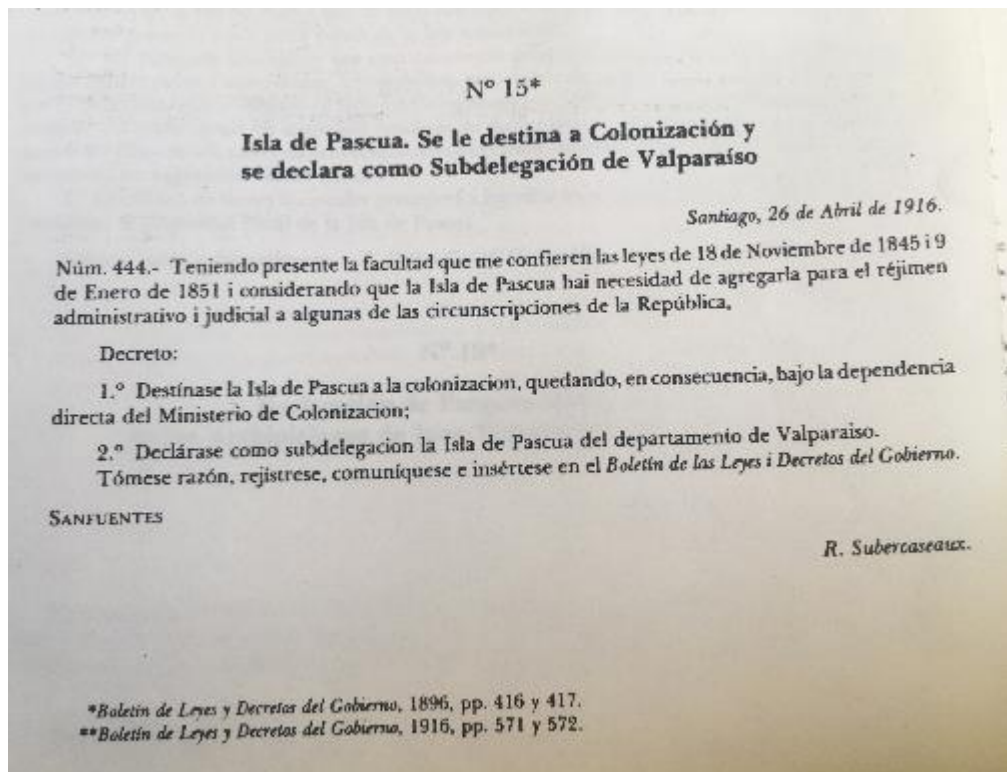 Nº 15*
Isla de Pascua. Se le destina a Colonización y
se declara como Subdelegación de Valparaíso
Santiago, 26 de Abril de 1916.
Núm. 444.- Teniendo presente la facultad que me confieren las leyes de 18 de Noviembre de 1845 i 9
de Enero de 1851 i considerando que la Isla de Pascua hai necesidad de agregarla para el réjimen
administrativo i judicial a algunas de las circunscripciones de la República,
Decreto:
1.º Destínase la Isla de Pascua a la colonizacion, quedando, en consecuencia, bajo la dependencia
directa del Ministerio de Colonizacion;
2.º Declárase como subdelegacion la Isla de Pascua del departamento de Valparaiso.
Tómese razón, rejistrese, comuníquese e insértese en el Boletín de las Leyes i Decretos del Gobierno.
SANFUENTES
R. Subercaseaux.
*Boletín de Leyes y Decretos del Gobierno, 1896, pp. 416 y 417.
**Boletín de Leyes y Decretos del Gobierno, 1916, pp. 571 y 572.